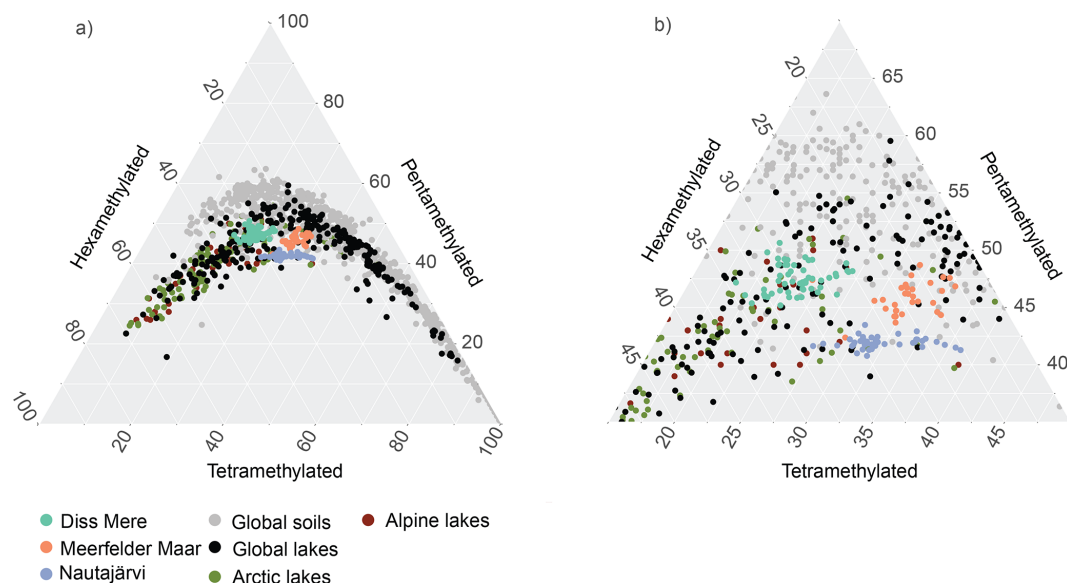 a)
100
80
60
40
20
20
40
60
80
100
Hexamethylated
Pentamethylated
20
40
60
80
100
Tetramethylated
b)
65
60
55
50
45
40
20
25
30
35
40
45
Hexamethylated
Pentamethylated
20
25
30
35
40
45
Tetramethylated
Diss Mere
Meerfelder Maar
Nautajärvi
Global soils
Global lakes
Arctic lakes
Alpine lakes